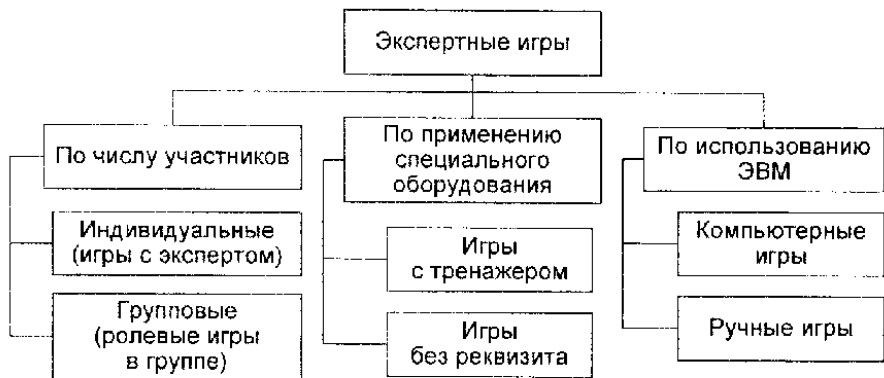 Экспертные игры
По числу участников
Индивидуальные
(игры с экспертом)
Групповые
(ролевые игры
в группе)
По применению
специального
оборудования
Игры
с тренажером
Игры
без реквизита
По использованию
ЭВМ
Компьютерные
игры
Ручные игры